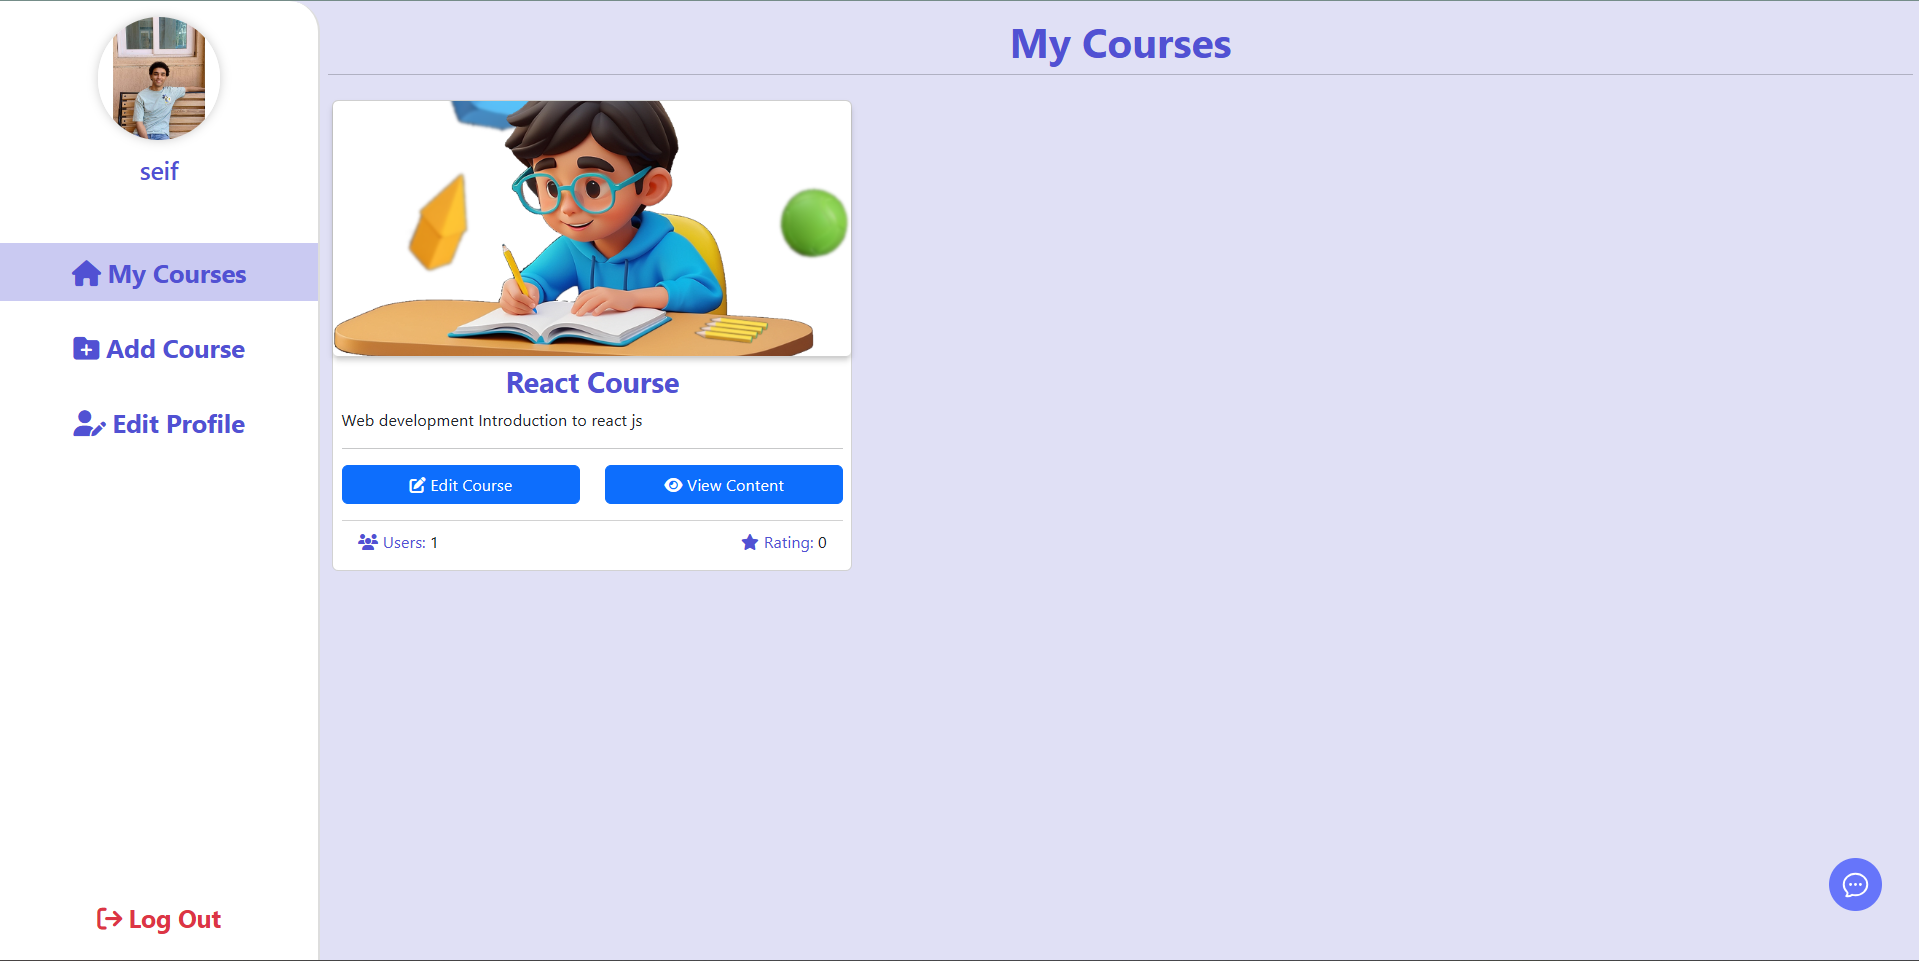 seif
My Courses
Add Course
Edit Profile
Log Out
My Courses
React Course
Web development Introduction to react js
Edit Course
View Content
Users: 1
Rating: 0